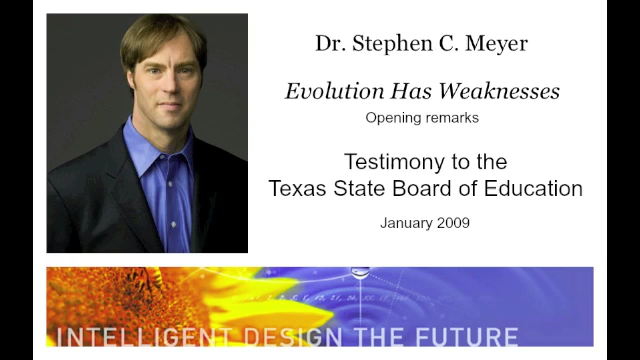 Dr. Stephen C. Meyer
Evolution Has Weaknesses
Opening remarks
Testimony to the
Texas State Board of Education
January 2009
INTELLIGENT DESIGN THE FUTURE